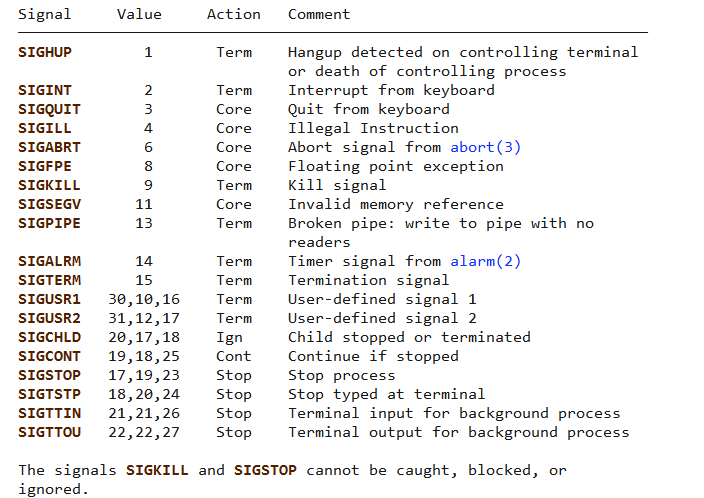 Signal Value Action Comment
SIGHUP 1 Term Hangup detected on controlling terminal
or death of controlling process
SIGINT 2 Term Interrupt from keyboard
SIGQUIT 3 Core Quit from keyboard
SIGILL 4 Core Illegal Instruction
SIGABRT 6 Core Abort signal from abort(3)
SIGFPE 8 Core Floating point exception
SIGKILL 9 Term Kill signal
SIGSEGV 11 Core Invalid memory reference
SIGPIPE 13 Term Broken pipe: write to pipe with no
readers
SIGALRM 14 Term Timer signal from alarm(2)
SIGTERM 15 Term Termination signal
SIGUSR1 30,10,16 Term User-defined signal 1
SIGUSR2 31,12,17 Term User-defined signal 2
SIGCHLD 20,17,18 Ign Child stopped or terminated
SIGCONT 19,18,25 Cont Continue if stopped
SIGSTOP 17,19,23 Stop Stop process
SIGTSTP 18,20,24 Stop Stop typed at terminal
SIGTTIN 21,21,26 Stop Terminal input for background process
SIGTTOU 22,22,27 Stop Terminal output for background process
The signals SIGKILL and SIGSTOP cannot be caught, blocked, or
ignored.